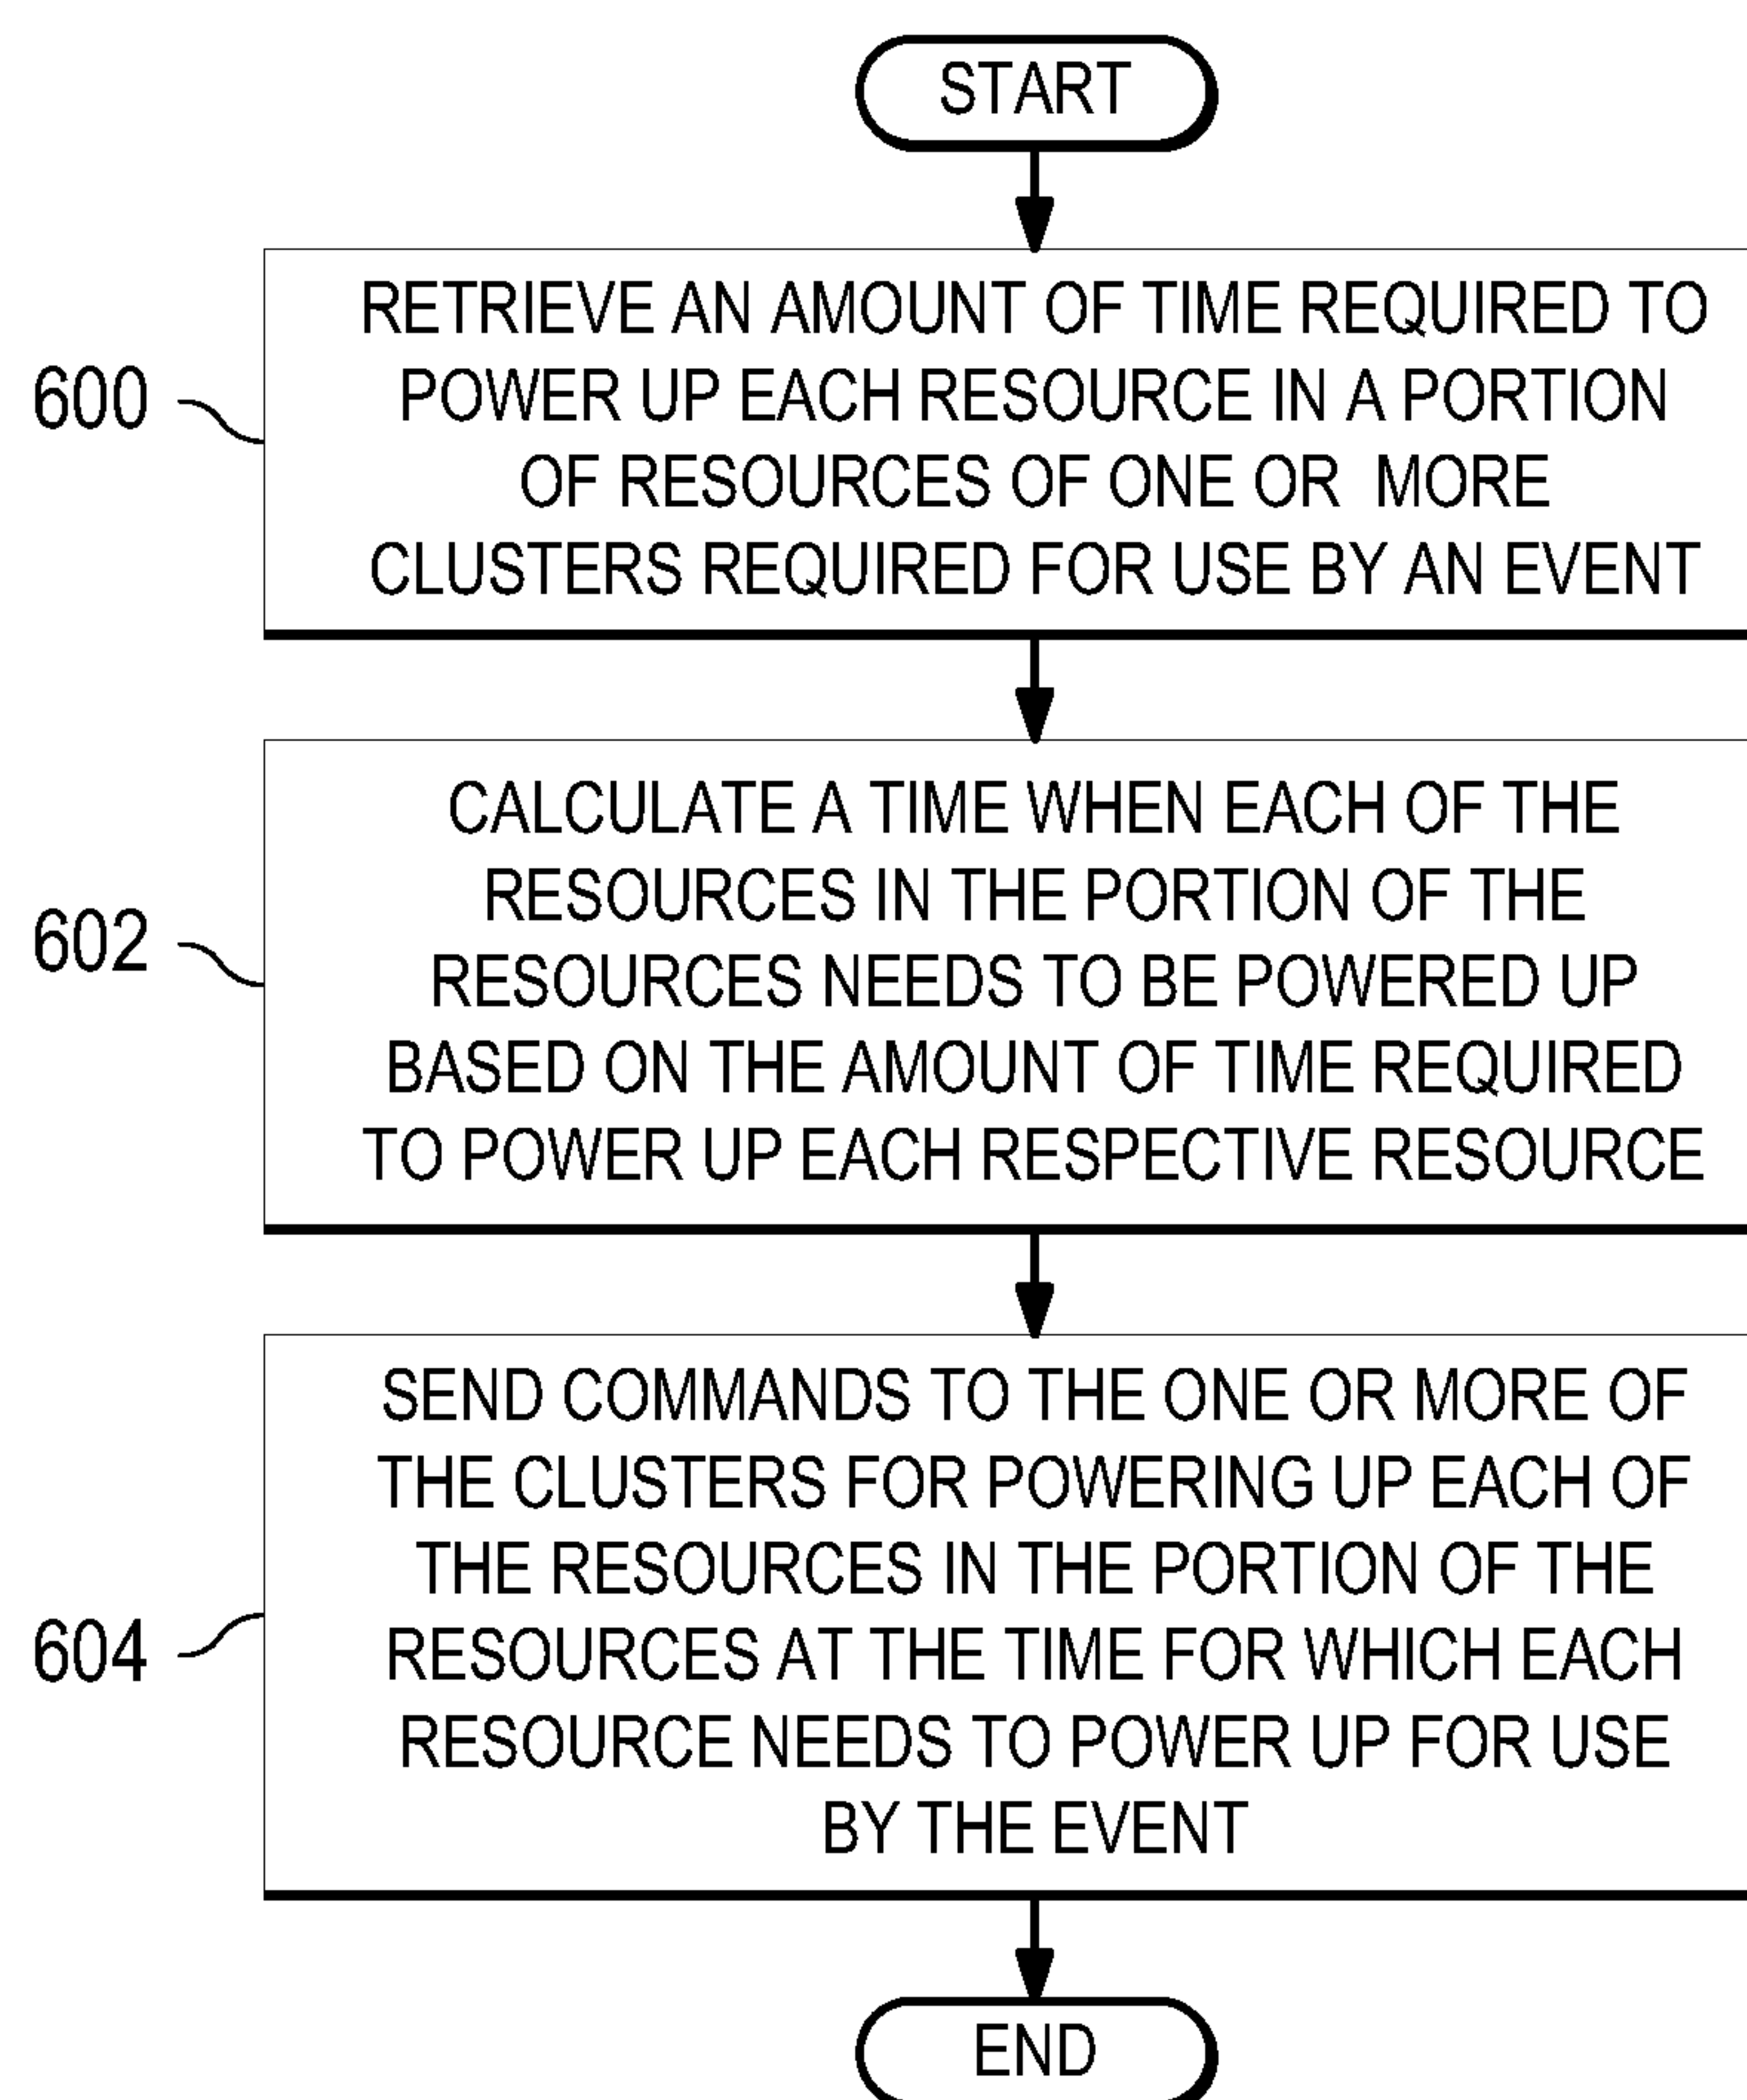 START
RETRIEVE AN AMOUNT OF TIME REQUIRED TO
POWER UP EACH RESOURCE IN A PORTION
OF RESOURCES OF ONE OR MORE
CLUSTERS REQUIRED FOR USE BY AN EVENT
600
CALCULATE A TIME WHEN EACH OF THE
RESOURCES IN THE PORTION OF THE
RESOURCES NEEDS TO BE POWERED UP
BASED ON THE AMOUNT OF TIME REQUIRED
TO POWER UP EACH RESPECTIVE RESOURCE
602
SEND COMMANDS TO THE ONE OR MORE OF
THE CLUSTERS FOR POWERING UP EACH OF
THE RESOURCES IN THE PORTION OF THE
RESOURCES AT THE TIME FOR WHICH EACH
RESOURCE NEEDS TO POWER UP FOR USE
BY THE EVENT
604
END